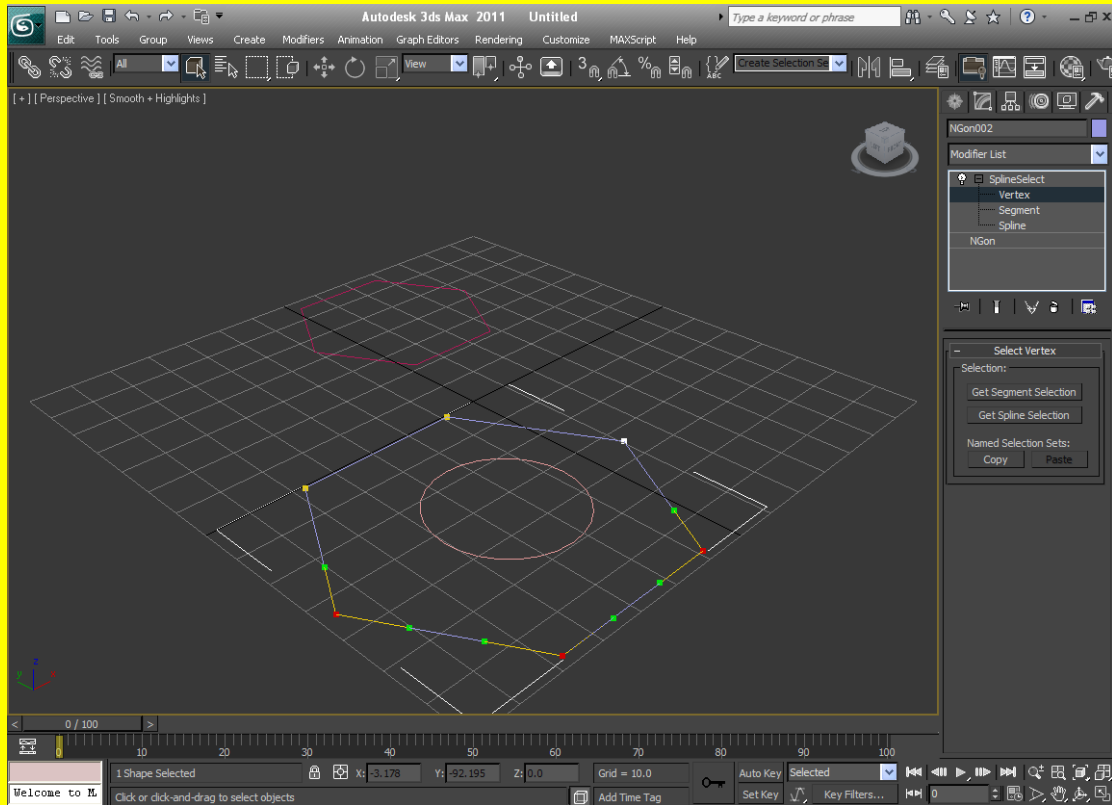 Autodesk 3ds Max 2011 Untitled
Type a keyword or phrase
Edit Tools Group Views Create Modifiers Animation Graph Editors Rendering Customize MAXScript Help
All
View
3
Create Selection Se
[ + ] [ Perspective ] [ Smooth + Highlights ]
NGon002
Modifier List
SplineSelect
Vertex
Segment
Spline
NGon
Select Vertex
Selection:
Get Segment Selection
Get Spline Selection
Named Selection Sets:
Copy Paste
z
y
x
0 / 100
0 10 20 30 40 50 60 70 80 90 100
1 Shape Selected X: -3.178 Y: -92.195 Z: 0.0 Grid = 10.0 Auto Key Selected
Welcome to M Click or click-and-drag to select objects Add Time Tag Set Key Key Filters... 0